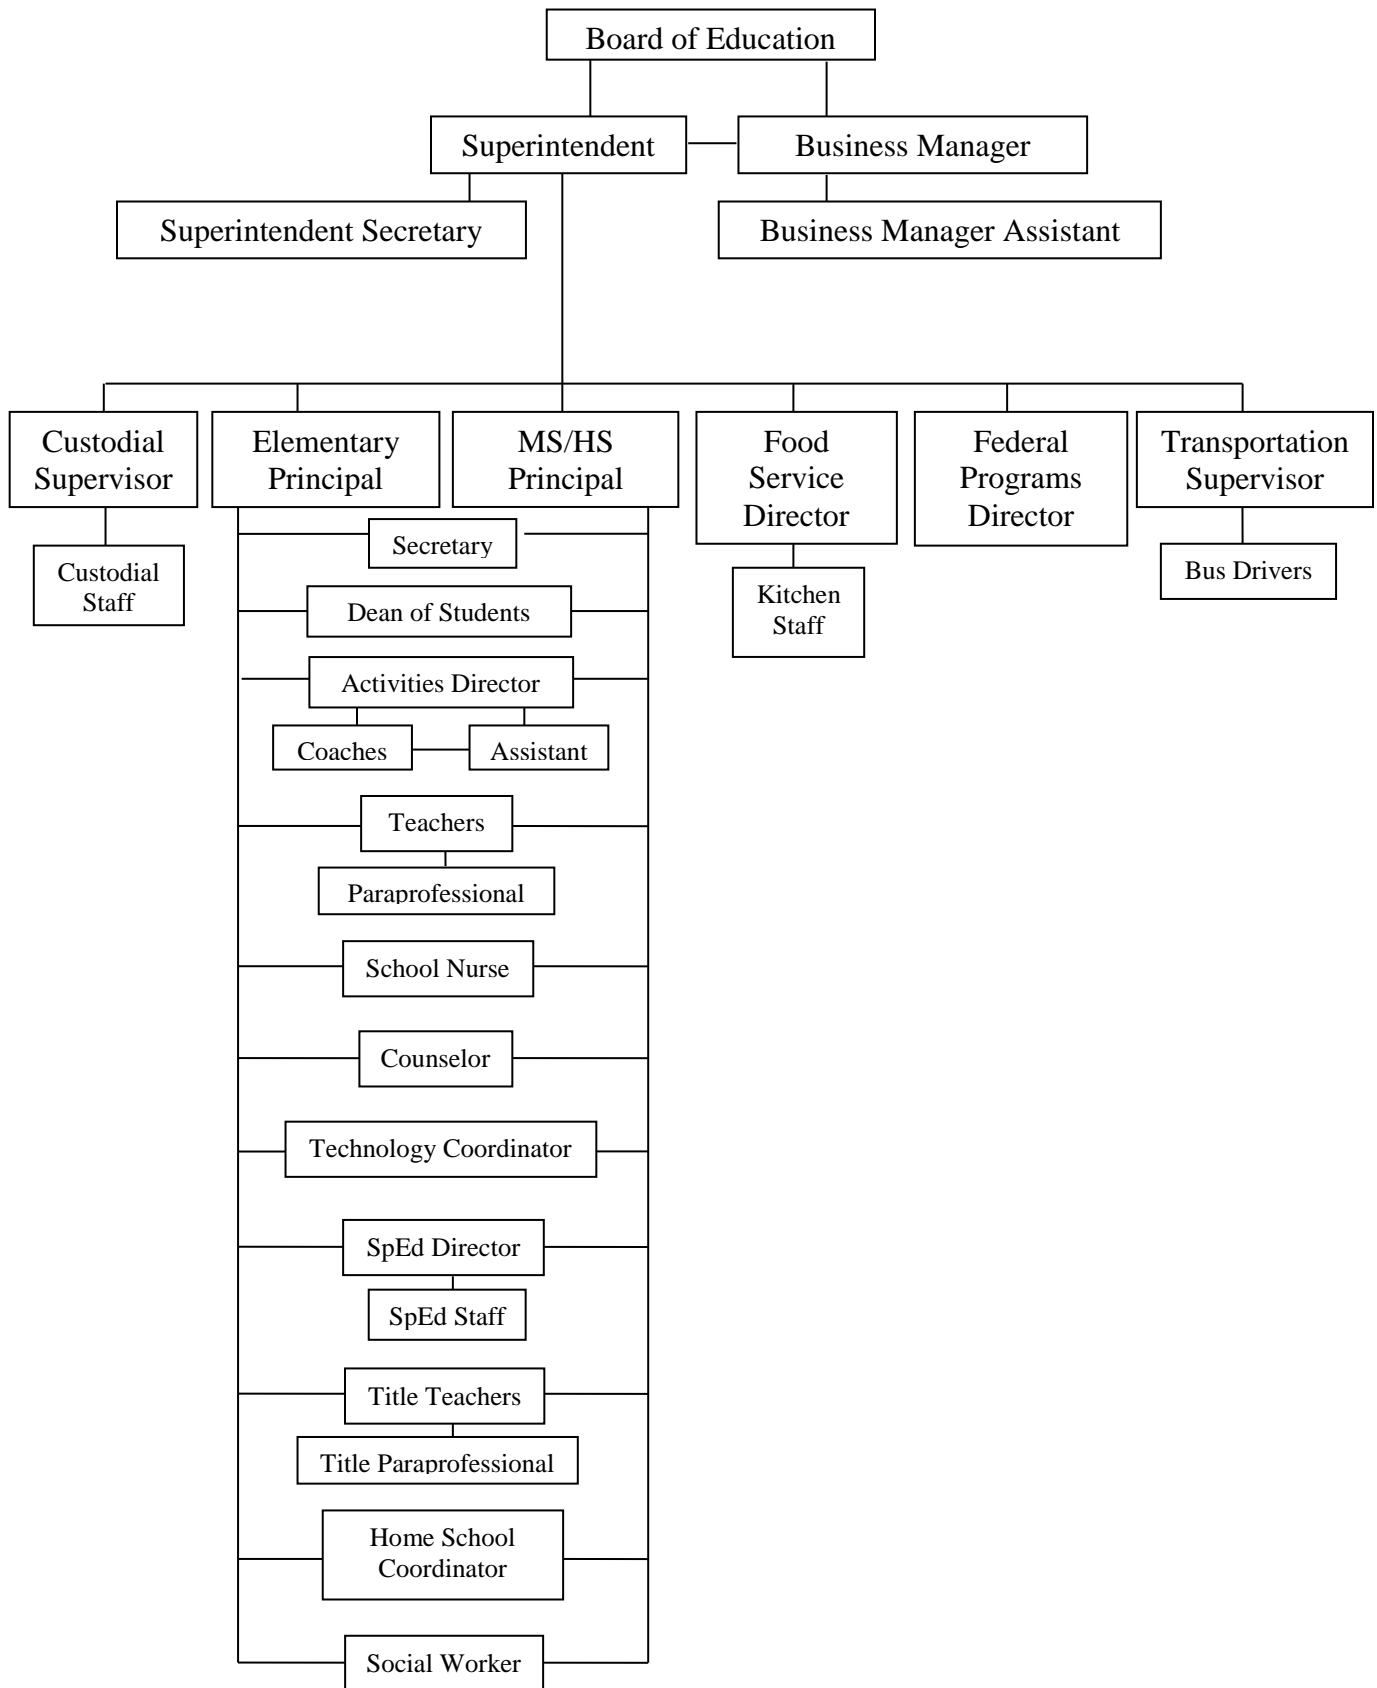 Board of Education
Superintendent
Business Manager
Superintendent Secretary
Business Manager Assistant
Custodial
Supervisor
Elementary
Principal
MS/HS
Principal
Food
Service
Director
Federal
Programs
Director
Transportation
Supervisor
Custodial
Staff
Secretary
Kitchen
Staff
Bus Drivers
Dean of Students
Activities Director
Coaches
Assistant
Teachers
Paraprofessional
School Nurse
Counselor
Technology Coordinator
SpEd Director
SpEd Staff
Title Teachers
Title Paraprofessional
Home School
Coordinator
Social Worker